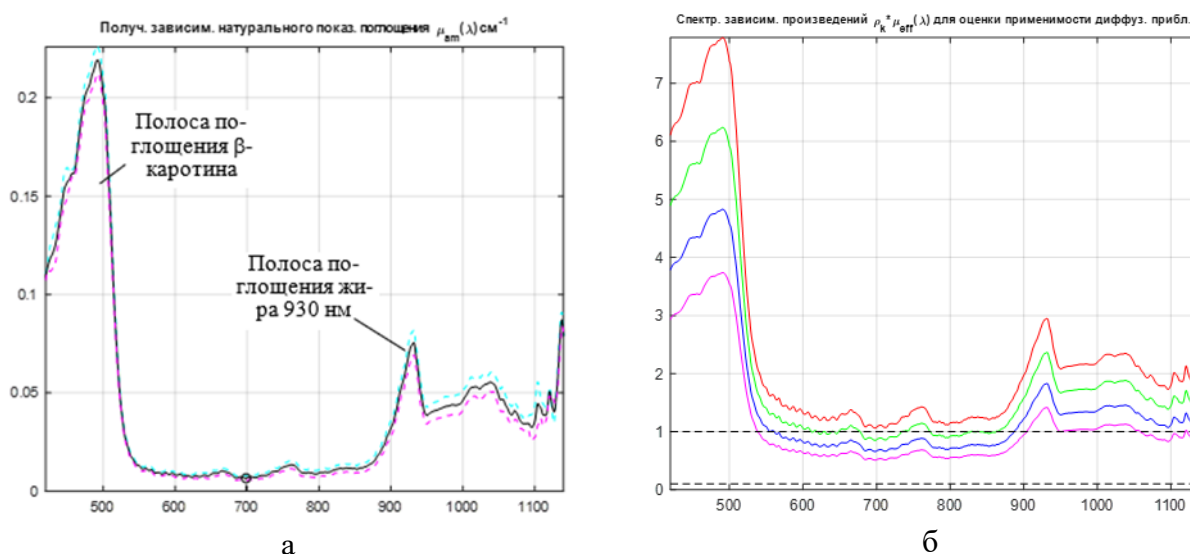 Получ. зависим. натурального показ. поглощения μam(λ) см⁻¹
0.2
0.15
0.1
0.05
0
500 600 700 800 900 1000 1100
Полоса по-
глощения β-
каротина
Полоса по-
глощения жи-
ра 930 нм
а
Спектр. зависим. произведений ρk*μeff(λ) для оценки применимости диффуз. прибл.
7
6
5
4
3
2
1
0
500 600 700 800 900 1000 1100
б